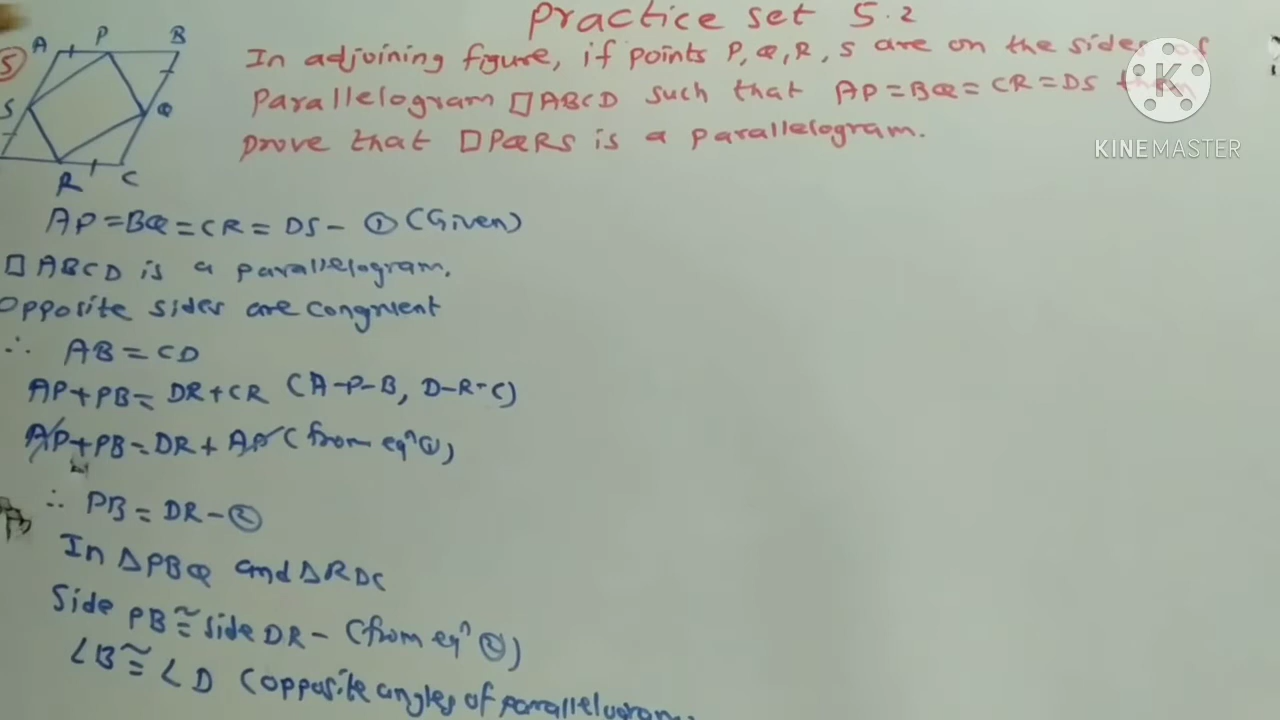 Practice set 5.2
5
A P B
S Q
R C
In adjoining figure, if points P, Q, R, S are on the sides of
parallelogram □ABCD such that AP=BQ=CR=DS then
prove that □PQRS is a parallelogram.
K
KINEMASTER
AP=BQ=CR=DS- ① (Given)
□ABCD is a parallelogram.
Opposite sides are congruent
∴ AB=CD
AP+PB=DR+CR (A-P-B, D-R-C)
AP+PB=DR+AP (from eqⁿ ①)
∴ PB=DR-②
In △PBQ and △RDC
Side PB≅side DR- (from eqⁿ ②)
∠B≅∠D (opposite angles of parallelogram.